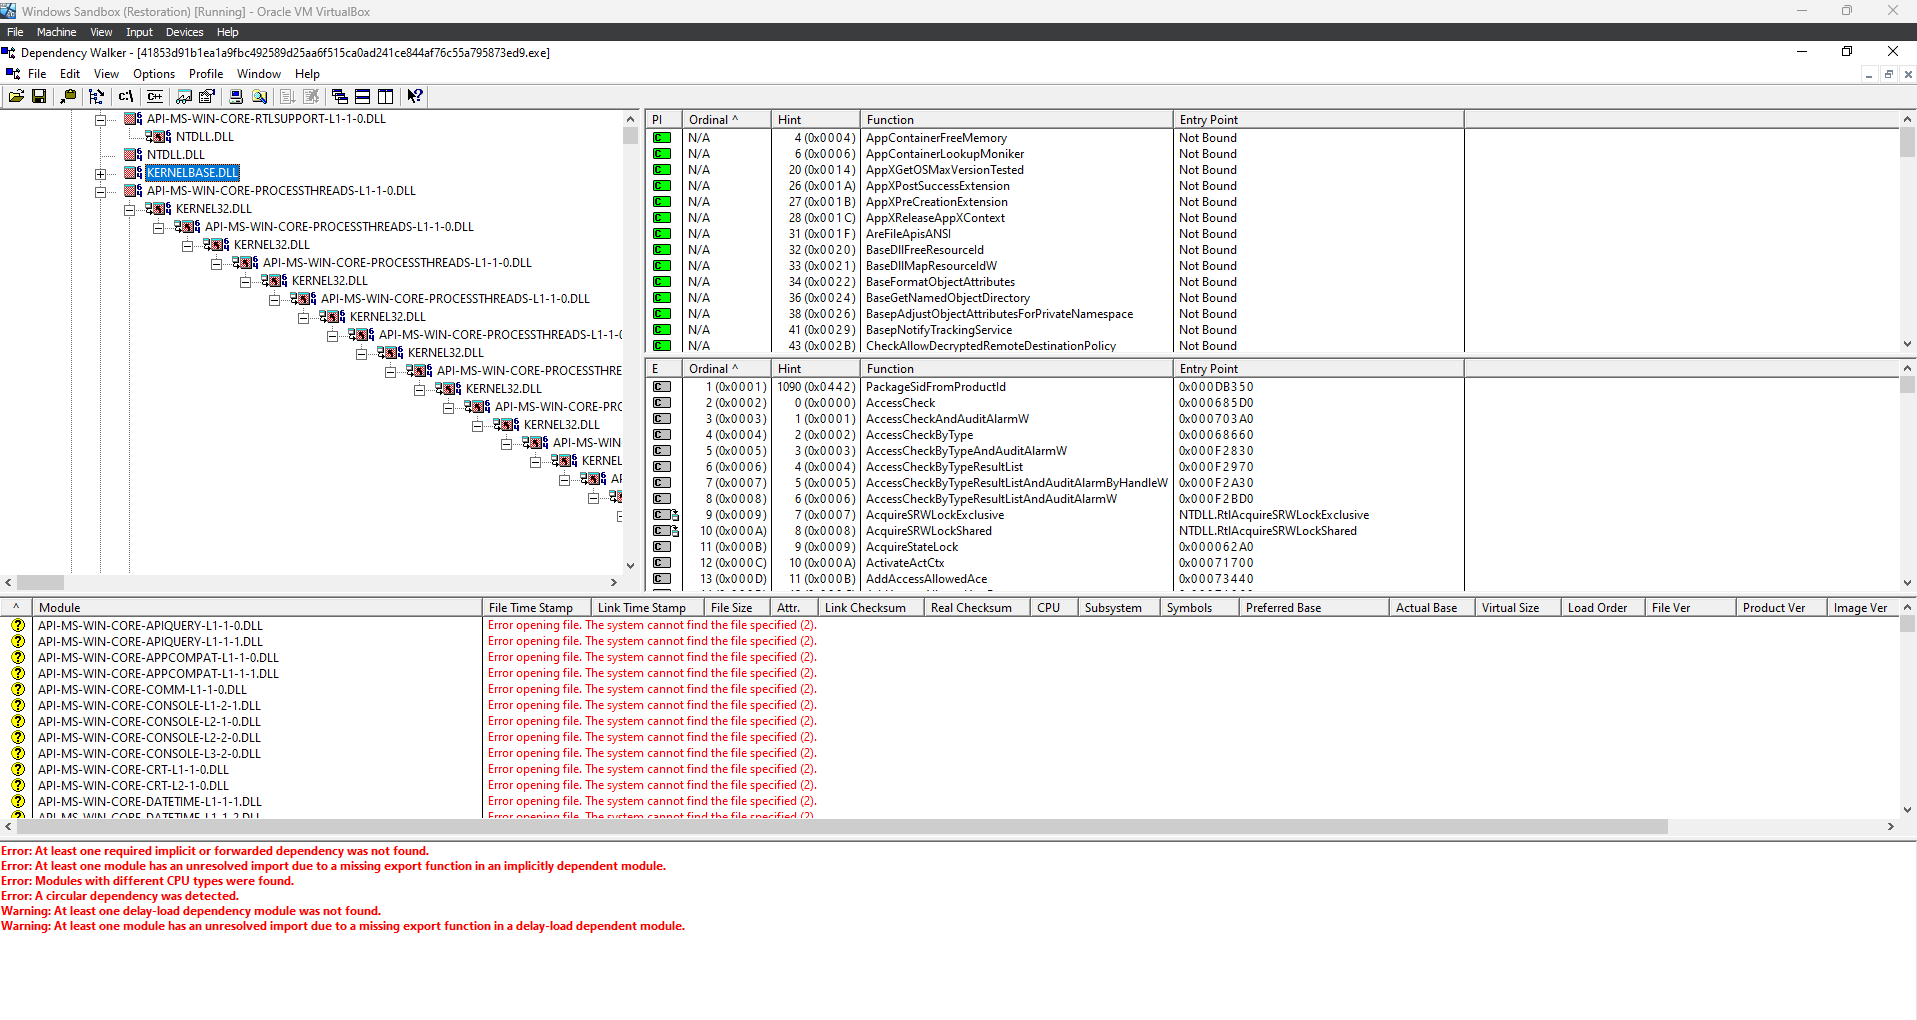 Windows Sandbox (Restoration) [Running] - Oracle VM VirtualBox
File Machine View Input Devices Help
Dependency Walker - [41853d91b1ea1a9fbc492589d25aa6f515ca0ad241ce844af76c55a795873ed9.exe]
File Edit View Options Profile Window Help
API-MS-WIN-CORE-RTLSUPPORT-L1-1-0.DLL
NTDLL.DLL
NTDLL.DLL
KERNELBASE.DLL
API-MS-WIN-CORE-PROCESSTHREADS-L1-1-0.DLL
KERNEL32.DLL
API-MS-WIN-CORE-PROCESSTHREADS-L1-1-0.DLL
KERNEL32.DLL
API-MS-WIN-CORE-PROCESSTHREADS-L1-1-0.DLL
KERNEL32.DLL
API-MS-WIN-CORE-PROCESSTHREADS-L1-1-0.DLL
KERNEL32.DLL
API-MS-WIN-CORE-PROCESSTHREADS-L1-1-
KERNEL32.DLL
API-MS-WIN-CORE-PROCESSTHRE
KERNEL32.DLL
API-MS-WIN-CORE-PRO
KERNEL32.DLL
API-MS-WIN
KERNEL
AP
PI Ordinal ^ Hint Function Entry Point
C N/A 4 (0x0004) AppContainerFreeMemory Not Bound
C N/A 6 (0x0006) AppContainerLookupMoniker Not Bound
C N/A 20 (0x0014) AppXGetOSMaxVersionTested Not Bound
C N/A 26 (0x001A) AppXPostSuccessExtension Not Bound
C N/A 27 (0x001B) AppXPreCreationExtension Not Bound
C N/A 28 (0x001C) AppXReleaseAppXContext Not Bound
C N/A 31 (0x001F) AreFileApisANSI Not Bound
C N/A 32 (0x0020) BaseDllFreeResourceId Not Bound
C N/A 33 (0x0021) BaseDllMapResourceIdW Not Bound
C N/A 34 (0x0022) BaseFormatObjectAttributes Not Bound
C N/A 36 (0x0024) BaseGetNamedObjectDirectory Not Bound
C N/A 38 (0x0026) BasepAdjustObjectAttributesForPrivateNamespace Not Bound
C N/A 41 (0x0029) BasepNotifyTrackingService Not Bound
C N/A 43 (0x002B) CheckAllowDecryptedRemoteDestinationPolicy Not Bound
E Ordinal ^ Hint Function Entry Point
C 1 (0x0001) 1090 (0x0442) PackageSidFromProductId 0x000DB350
C 2 (0x0002) 0 (0x0000) AccessCheck 0x000685D0
C 3 (0x0003) 1 (0x0001) AccessCheckAndAuditAlarmW 0x000703A0
C 4 (0x0004) 2 (0x0002) AccessCheckByType 0x00068660
C 5 (0x0005) 3 (0x0003) AccessCheckByTypeAndAuditAlarmW 0x000F2830
C 6 (0x0006) 4 (0x0004) AccessCheckByTypeResultList 0x000F2970
C 7 (0x0007) 5 (0x0005) AccessCheckByTypeResultListAndAuditAlarmByHandleW 0x000F2A30
C 8 (0x0008) 6 (0x0006) AccessCheckByTypeResultListAndAuditAlarmW 0x000F2BD0
C 9 (0x0009) 7 (0x0007) AcquireSRWLockExclusive NTDLL.RtlAcquireSRWLockExclusive
C 10 (0x000A) 8 (0x0008) AcquireSRWLockShared NTDLL.RtlAcquireSRWLockShared
C 11 (0x000B) 9 (0x0009) AcquireStateLock 0x000062A0
C 12 (0x000C) 10 (0x000A) ActivateActCtx 0x00071700
C 13 (0x000D) 11 (0x000B) AddAccessAllowedAce 0x00073440
^ Module File Time Stamp Link Time Stamp File Size Attr. Link Checksum Real Checksum CPU Subsystem Symbols Preferred Base Actual Base Virtual Size Load Order File Ver Product Ver Image Ver
? API-MS-WIN-CORE-APIQUERY-L1-1-0.DLL Error opening file. The system cannot find the file specified (2).
? API-MS-WIN-CORE-APIQUERY-L1-1-1.DLL Error opening file. The system cannot find the file specified (2).
? API-MS-WIN-CORE-APPCOMPAT-L1-1-0.DLL Error opening file. The system cannot find the file specified (2).
? API-MS-WIN-CORE-APPCOMPAT-L1-1-1.DLL Error opening file. The system cannot find the file specified (2).
? API-MS-WIN-CORE-COMM-L1-1-0.DLL Error opening file. The system cannot find the file specified (2).
? API-MS-WIN-CORE-CONSOLE-L1-2-1.DLL Error opening file. The system cannot find the file specified (2).
? API-MS-WIN-CORE-CONSOLE-L2-1-0.DLL Error opening file. The system cannot find the file specified (2).
? API-MS-WIN-CORE-CONSOLE-L2-2-0.DLL Error opening file. The system cannot find the file specified (2).
? API-MS-WIN-CORE-CONSOLE-L3-2-0.DLL Error opening file. The system cannot find the file specified (2).
? API-MS-WIN-CORE-CRT-L1-1-0.DLL Error opening file. The system cannot find the file specified (2).
? API-MS-WIN-CORE-CRT-L2-1-0.DLL Error opening file. The system cannot find the file specified (2).
? API-MS-WIN-CORE-DATETIME-L1-1-1.DLL Error opening file. The system cannot find the file specified (2).
? API-MS-WIN-CORE-DATETIME-L1-1-2.DLL Error opening file. The system cannot find the file specified (2).
Error: At least one required implicit or forwarded dependency was not found.
Error: At least one module has an unresolved import due to a missing export function in an implicitly dependent module.
Error: Modules with different CPU types were found.
Error: A circular dependency was detected.
Warning: At least one delay-load dependency module was not found.
Warning: At least one module has an unresolved import due to a missing export function in a delay-load dependent module.